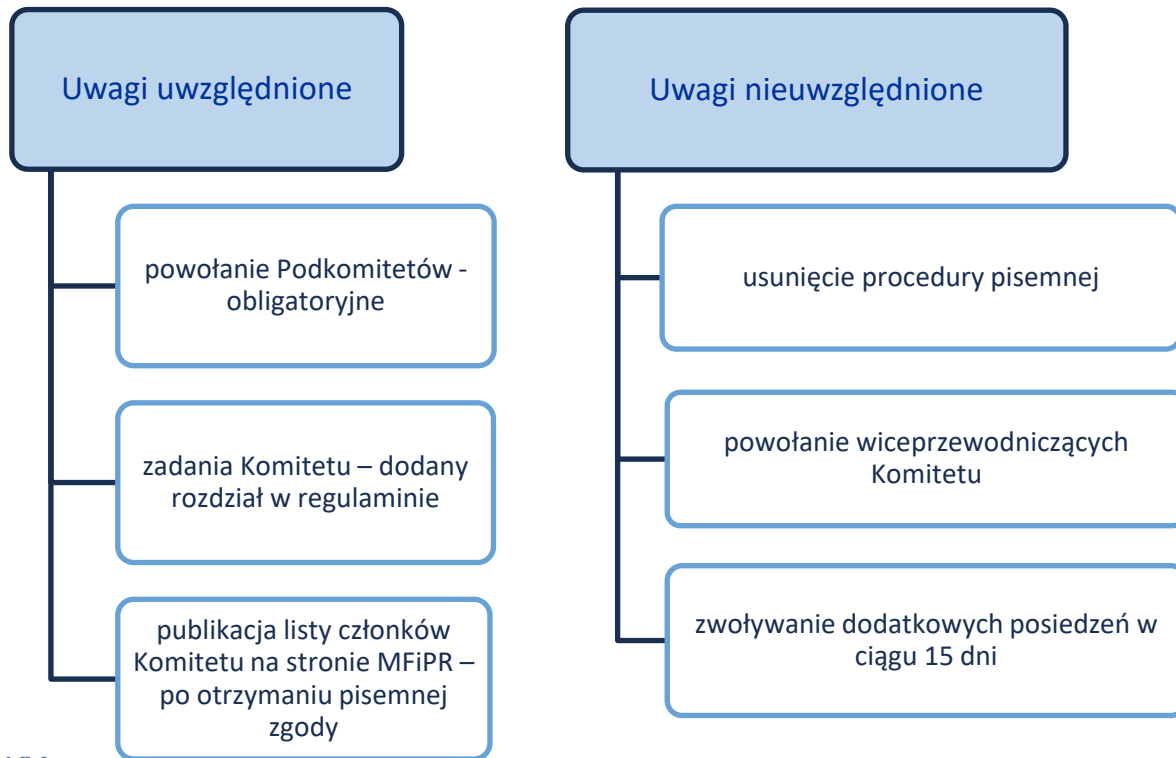 Uwagi uwzględnione
powołanie Podkomitetów -
obligatoryjne
zadania Komitetu – dodany
rozdział w regulaminie
publikacja listy członków
Komitetu na stronie MFiPR –
po otrzymaniu pisemnej
zgody
Uwagi nieuwzględnione
usunięcie procedury pisemnej
powołanie wiceprzewodniczących
Komitetu
zwoływanie dodatkowych posiedzeń w
ciągu 15 dni